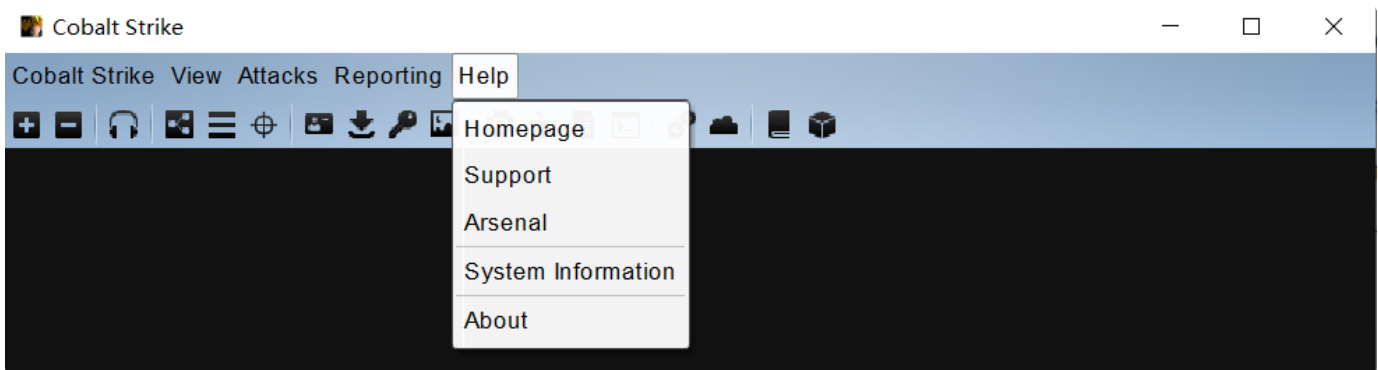 Cobalt Strike
Cobalt Strike View Attacks Reporting Help
Homepage
Support
Arsenal
System Information
About